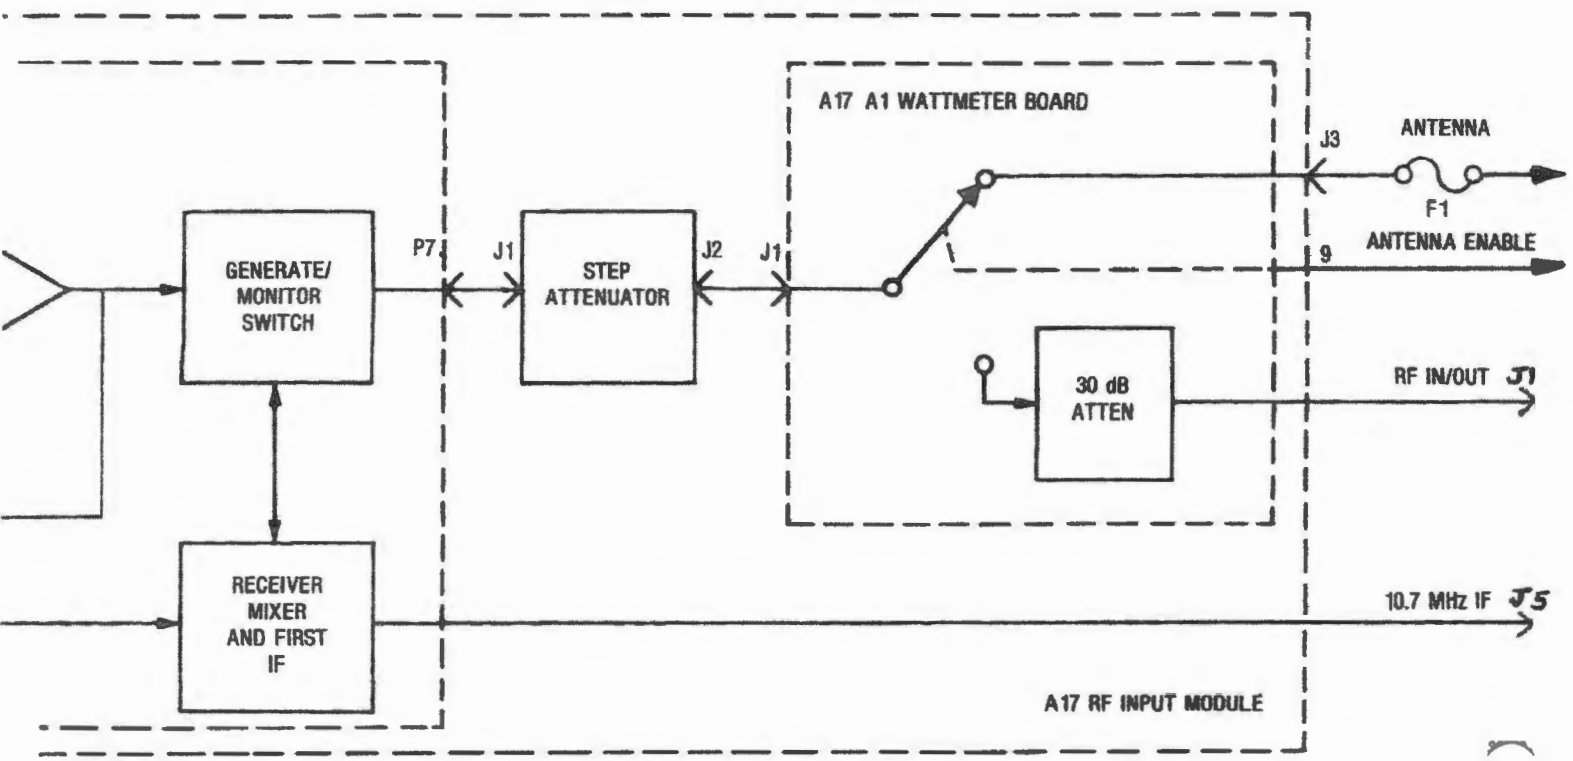 A17 A1 WATTMETER BOARD
ANTENNA
J3
F1
ANTENNA ENABLE
9
P7
J1
J2
J1
GENERATE/
MONITOR
SWITCH
STEP
ATTENUATOR
30 dB
ATTEN
RF IN/OUT J1
RECEIVER
MIXER
AND FIRST
IF
10.7 MHz IF J5
A17 RF INPUT MODULE